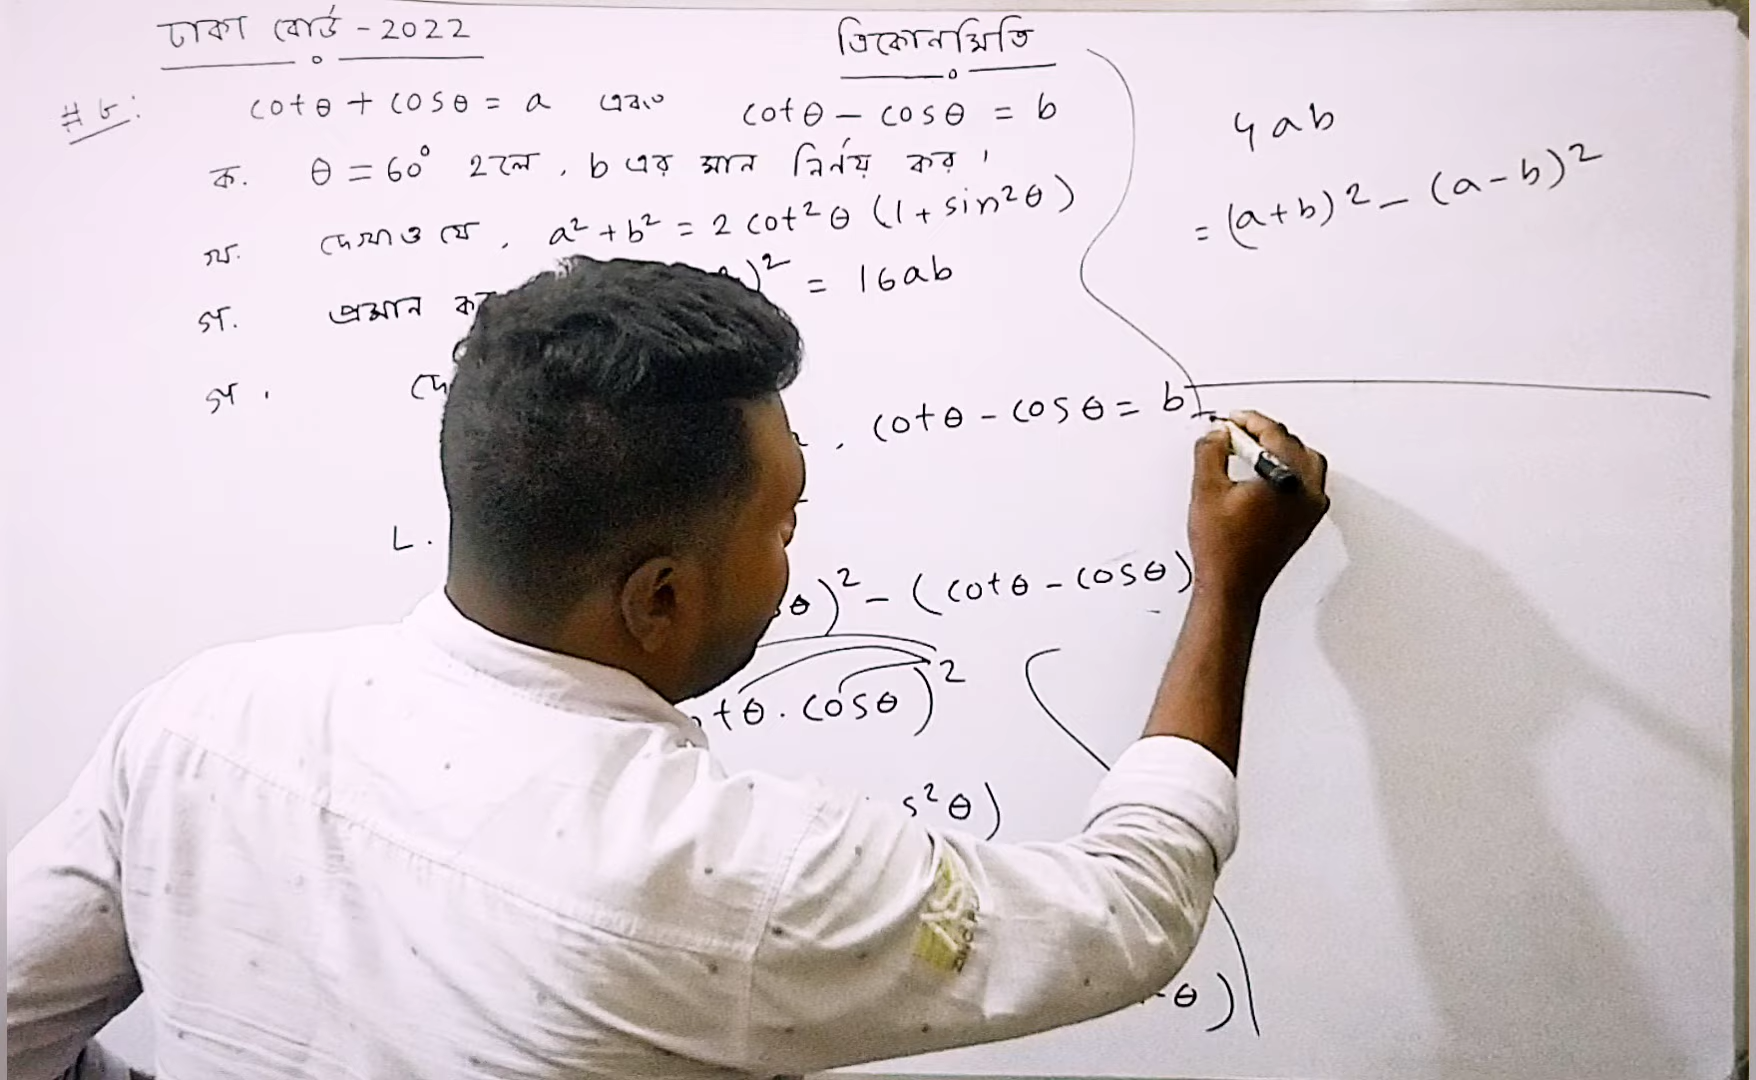 ঢাকা বোর্ড - 2022
ত্রিকোনমিতি
# ৮:
cotθ + cosθ = a এবং cotθ - cosθ = b
ক. θ = 60° হলে, b এর মান নির্ণয় কর।
খ. দেখাও যে, a² + b² = 2 cot²θ (1 + sin²θ)
গ. প্রমান )² = 16ab
গ.
, cotθ - cosθ = b
L.
θ)² - (cotθ - cosθ)
tθ . cosθ)²
s²θ)
θ)
4ab
= (a+b)² - (a-b)²